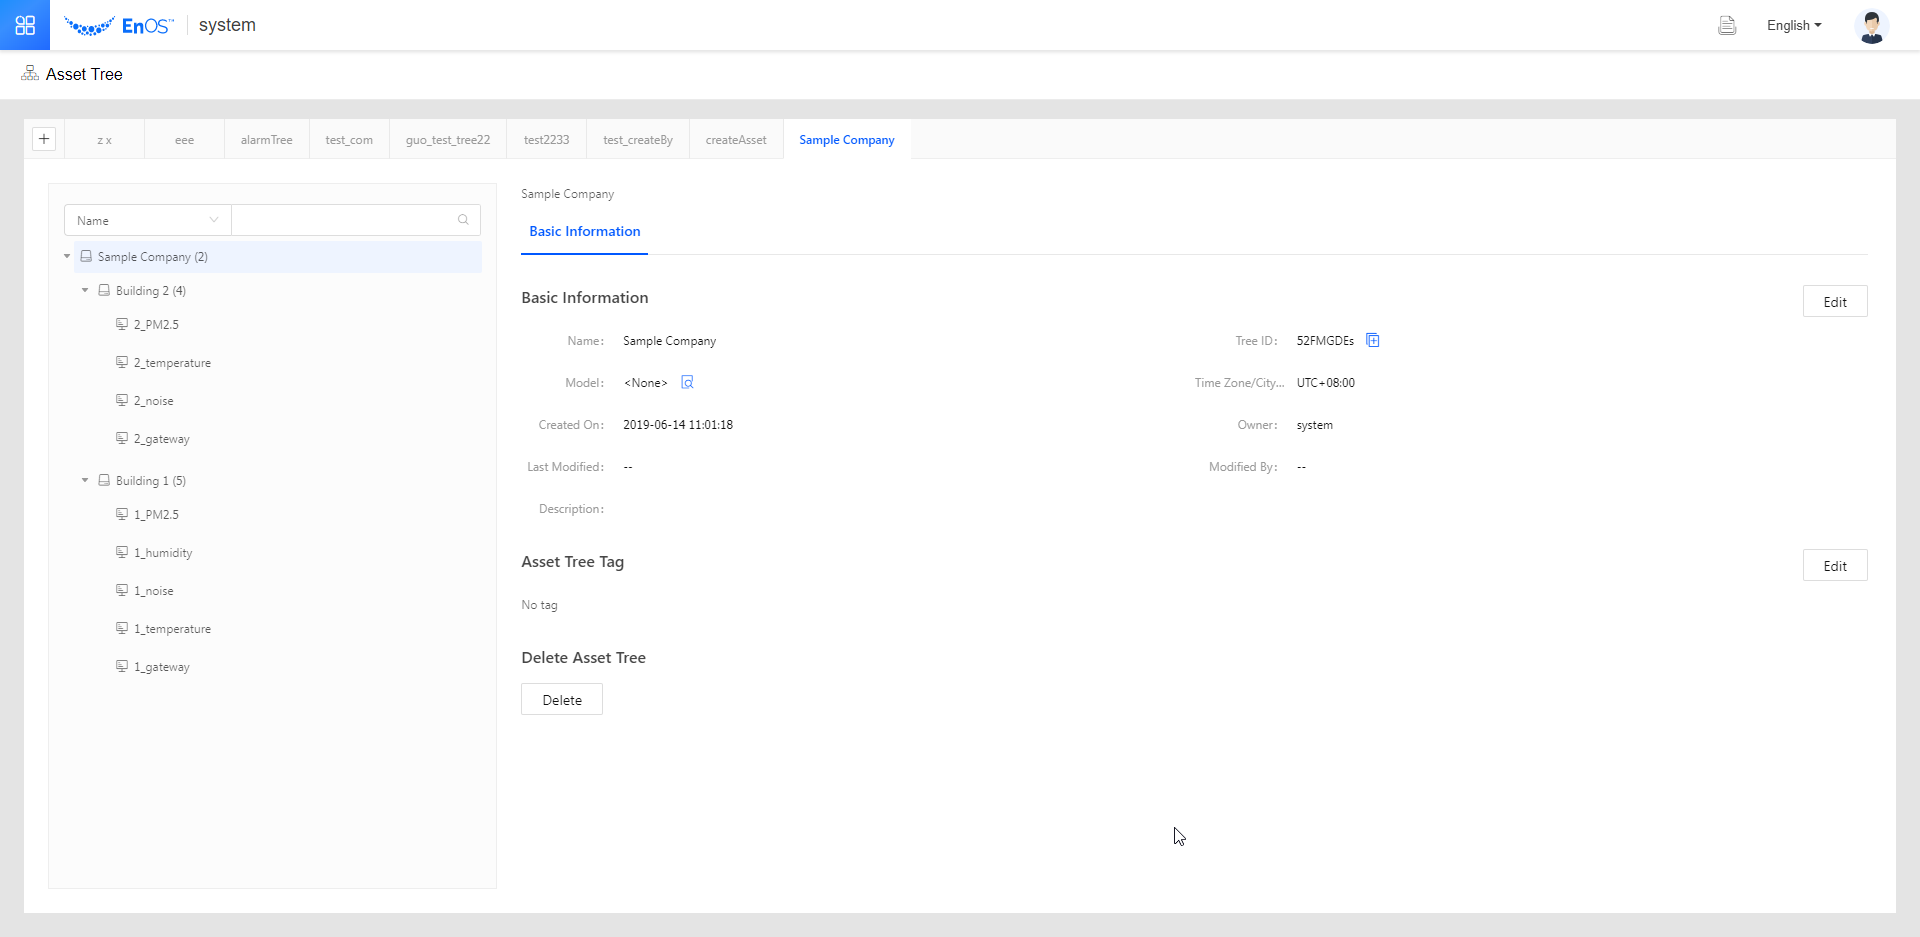 EnOS™ system English
Asset Tree
+ z x eee alarmTree test_com guo_test_tree22 test2233 test_createBy createAsset Sample Company
Name
Sample Company (2)
Building 2 (4)
2_PM2.5
2_temperature
2_noise
2_gateway
Building 1 (5)
1_PM2.5
1_humidity
1_noise
1_temperature
1_gateway
Sample Company
Basic Information
Basic Information Edit
Name: Sample Company Tree ID: 52FMGDEs
Model: <None> Time Zone/City... UTC+08:00
Created On: 2019-06-14 11:01:18 Owner: system
Last Modified: -- Modified By: --
Description:
Asset Tree Tag Edit
No tag
Delete Asset Tree
Delete